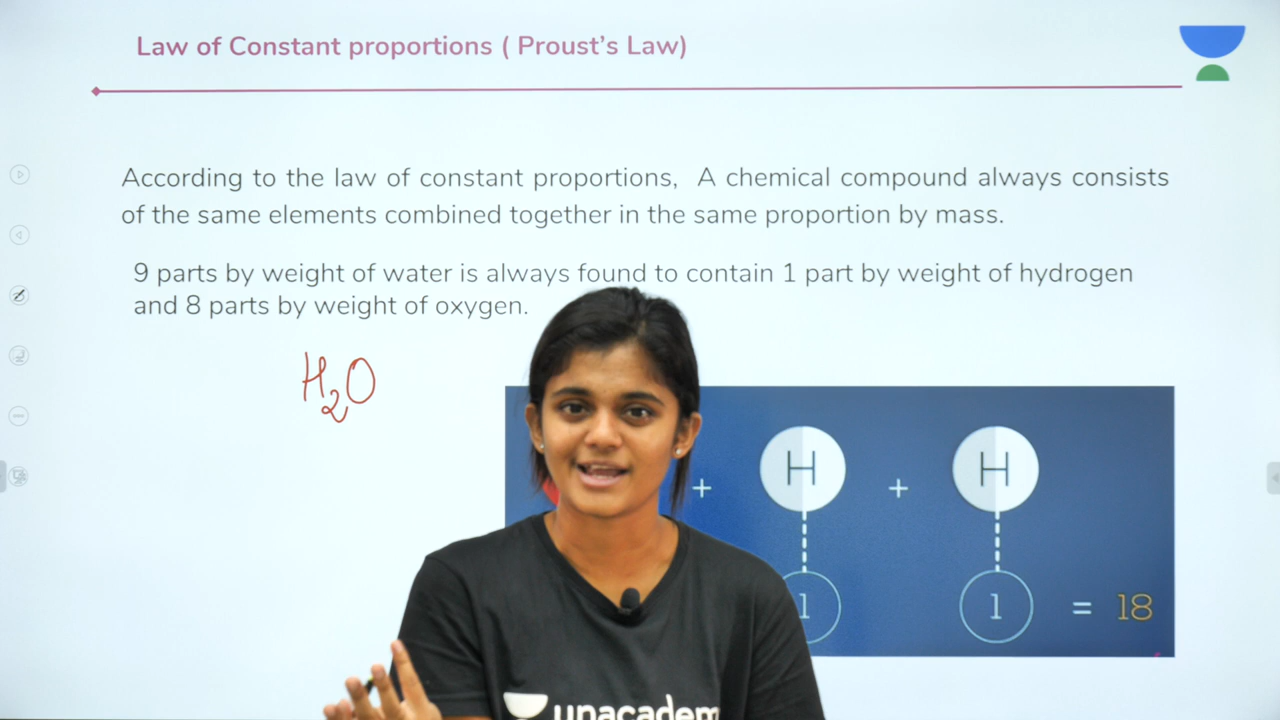 Law of Constant proportions ( Proust's Law)
According to the law of constant proportions, A chemical compound always consists
of the same elements combined together in the same proportion by mass.
9 parts by weight of water is always found to contain 1 part by weight of hydrogen
and 8 parts by weight of oxygen.
H₂O
+ H + H
1 1 = 18
unacadem